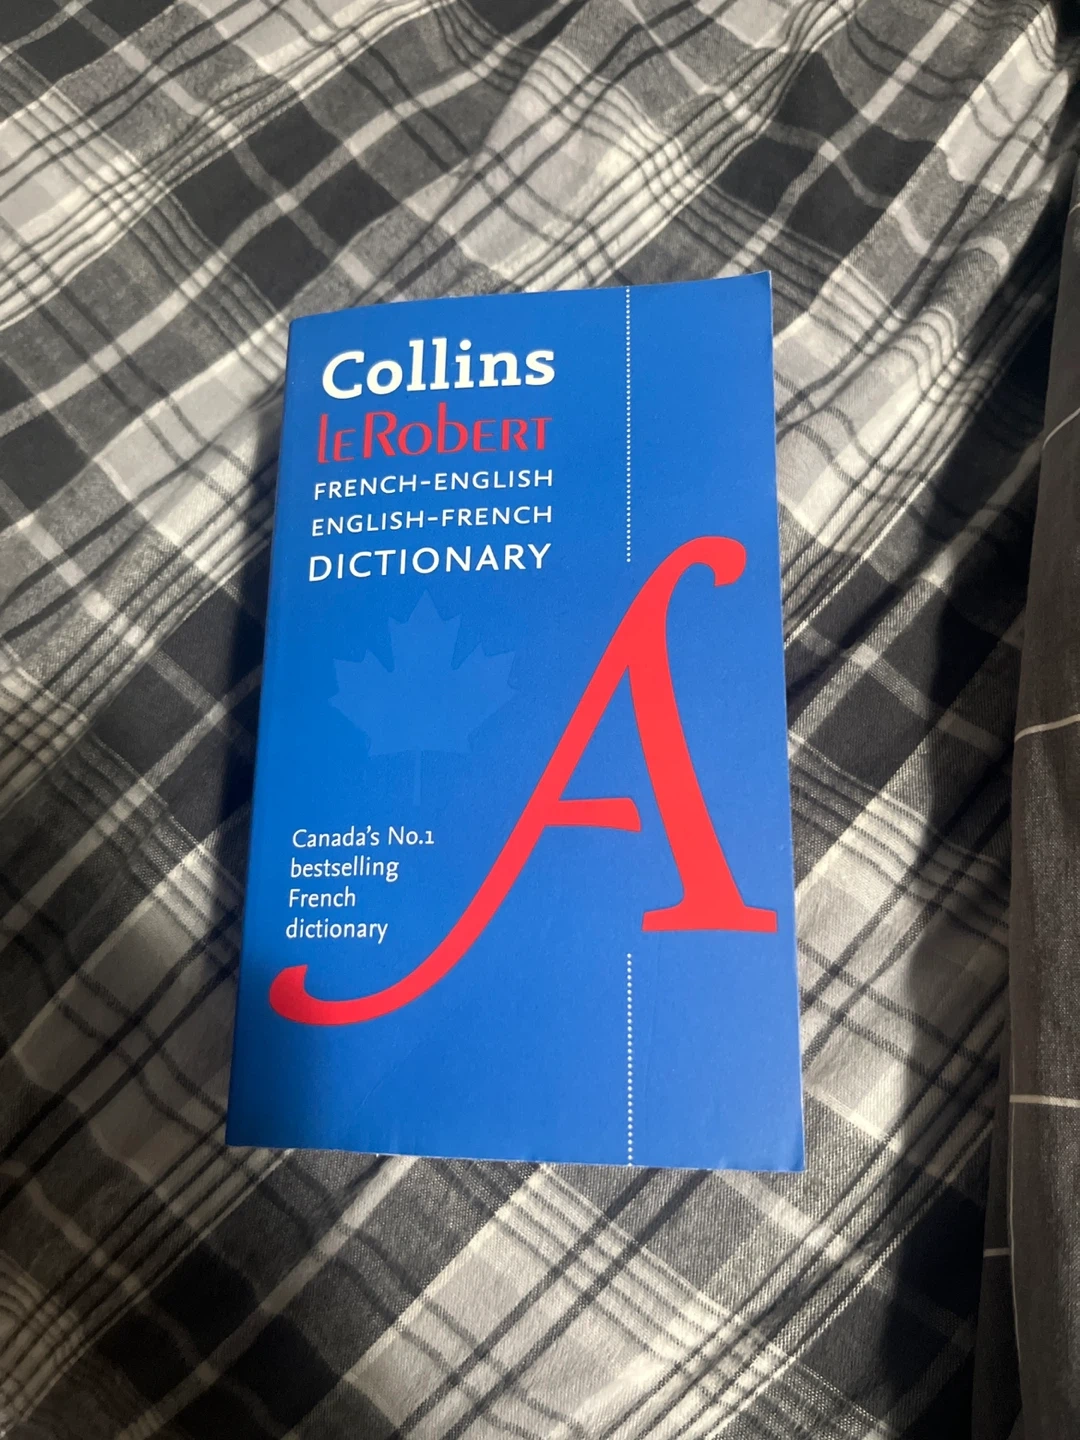 Collins
leRobert
FRENCH-ENGLISH
ENGLISH-FRENCH
DICTIONARY
Canada's No.1
bestselling
French
dictionary
A